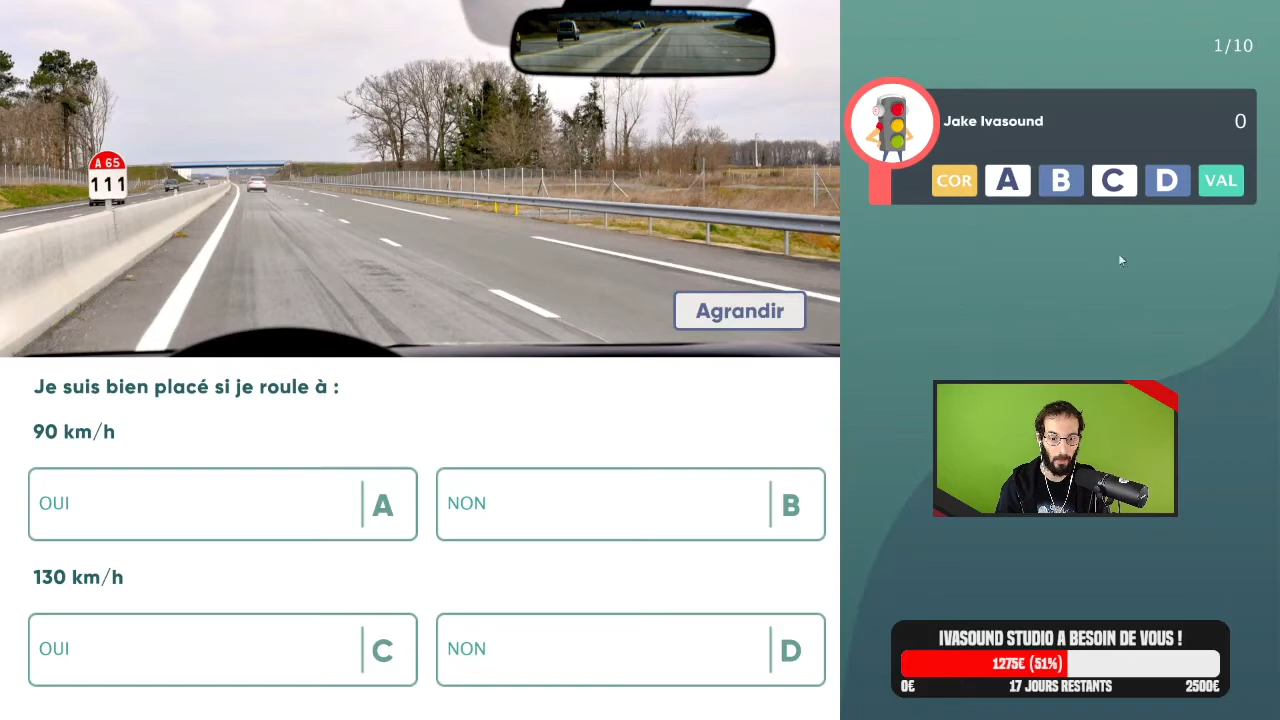 1/10
A 65
111
Agrandir
Jake Ivasound
0
COR
A
B
C
D
VAL
Je suis bien placé si je roule à :
90 km/h
OUI
A
NON
B
130 km/h
OUI
C
NON
D
IVASOUND STUDIO A BESOIN DE VOUS !
1275€ (51%)
0€
17 JOURS RESTANTS
2500€